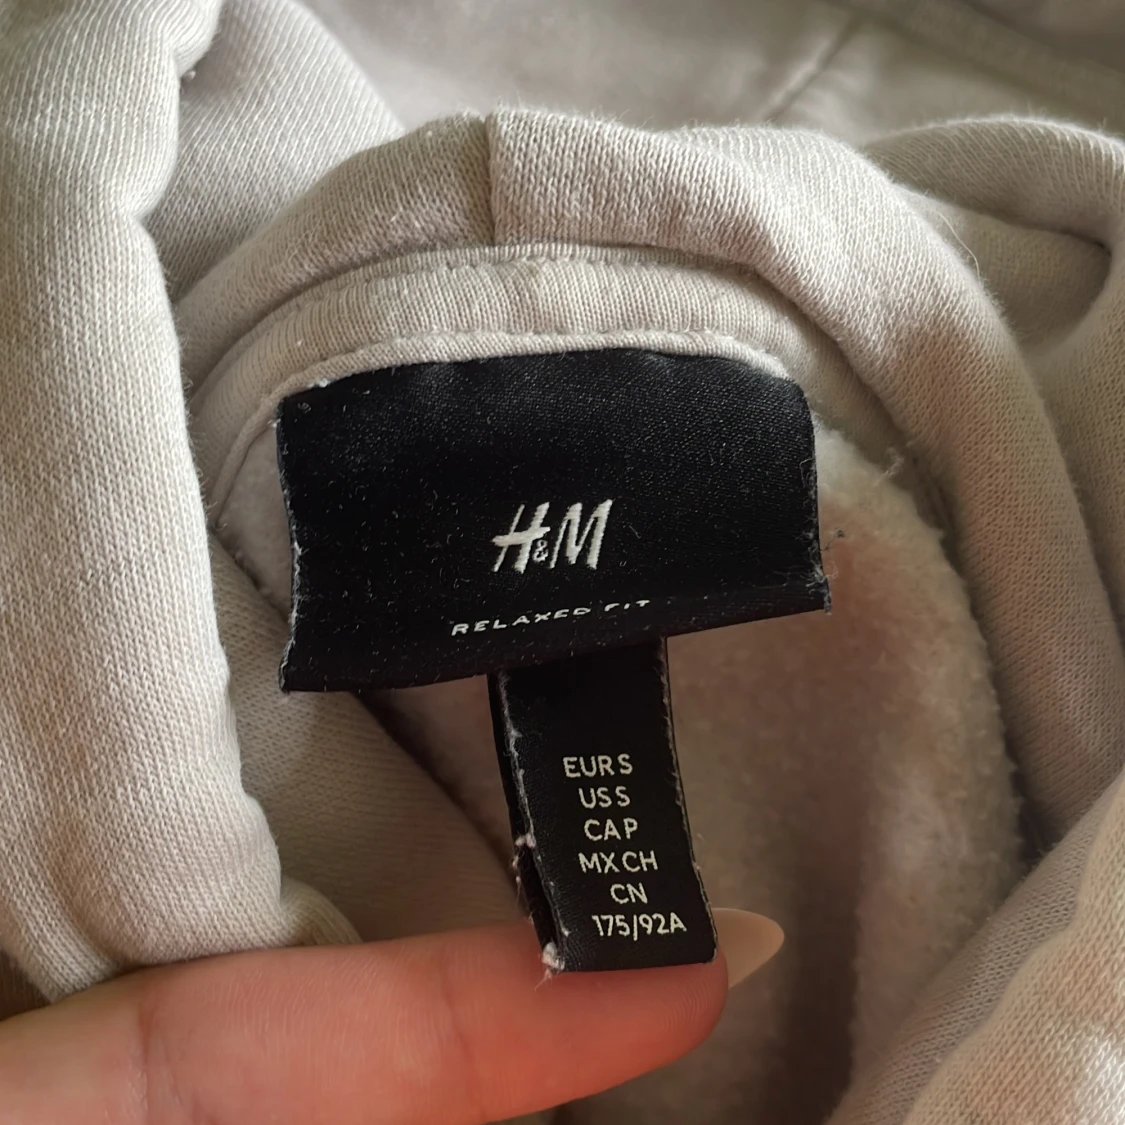 H&M
RELAXED FIT
EUR S
US S
CA P
MX CH
CN
175/92A